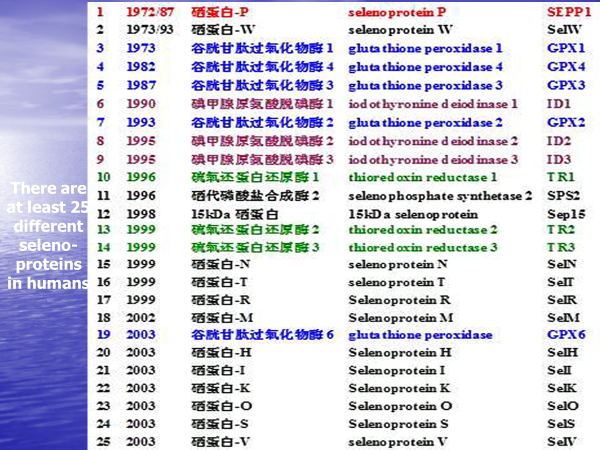 There are
at least 25
different
seleno-
proteins
in humans
1 1972/87 硒蛋白-P selenoprotein P SEPP1
2 1973/93 硒蛋白-W selenoprotein W SelW
3 1973 谷胱甘肽过氧化物酶 1 glutathione peroxidase 1 GPX1
4 1982 谷胱甘肽过氧化物酶 4 glutathione peroxidase 4 GPX4
5 1987 谷胱甘肽过氧化物酶 3 glutathione peroxidase 3 GPX3
6 1990 碘甲腺原氨酸脱碘酶 1 iodothyronine deiodinase 1 ID1
7 1993 谷胱甘肽过氧化物酶 2 glutathione peroxidase 2 GPX2
8 1995 碘甲腺原氨酸脱碘酶 2 iodothyronine deiodinase 2 ID2
9 1995 碘甲腺原氨酸脱碘酶 3 iodothyronine deiodinase 3 ID3
10 1996 硫氧还蛋白还原酶 1 thioredoxin reductase 1 TR1
11 1996 硒代磷酸盐合成酶 2 selenophosphate synthetase 2 SPS2
12 1998 15kDa 硒蛋白 15kDa selenoprotein Sep15
13 1999 硫氧还蛋白还原酶 2 thioredoxin reductase 2 TR2
14 1999 硫氧还蛋白还原酶 3 thioredoxin reductase 3 TR3
15 1999 硒蛋白-N selenoprotein N SelN
16 1999 硒蛋白-T selenoprotein T SelT
17 1999 硒蛋白-R Selenoprotein R SelR
18 2002 硒蛋白-M Selenoprotein M SelM
19 2003 谷胱甘肽过氧化物酶 6 glutathione peroxidase GPX6
20 2003 硒蛋白-H Selenoprotein H SelH
21 2003 硒蛋白-I Selenoprotein I SelI
22 2003 硒蛋白-K Selenoprotein K SelK
23 2003 硒蛋白-O Selenoprotein O SelO
24 2003 硒蛋白-S Selenoprotein S SelS
25 2003 硒蛋白-V selenoprotein V SelV